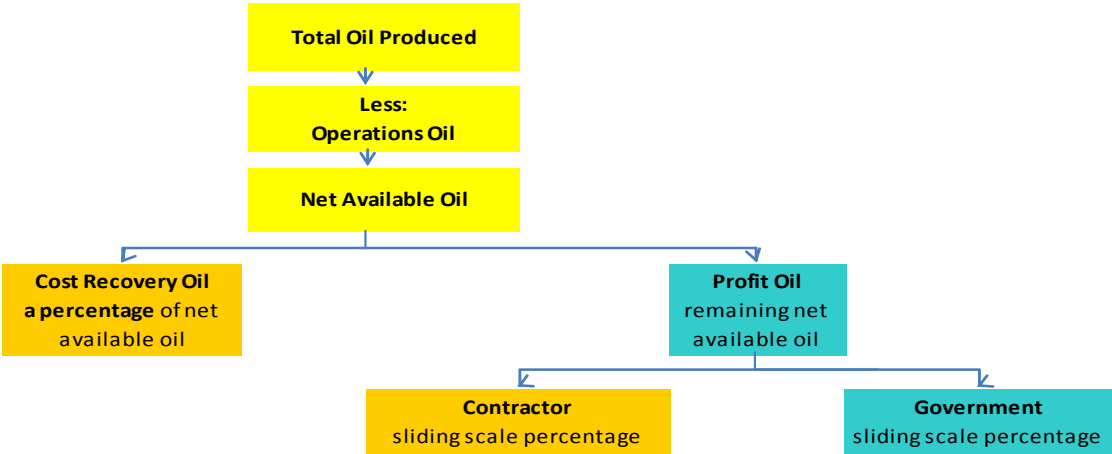 Total Oil Produced
Less:
Operations Oil
Net Available Oil
Cost Recovery Oil
a percentage of net
available oil
Profit Oil
remaining net
available oil
Contractor
sliding scale percentage
Government
sliding scale percentage